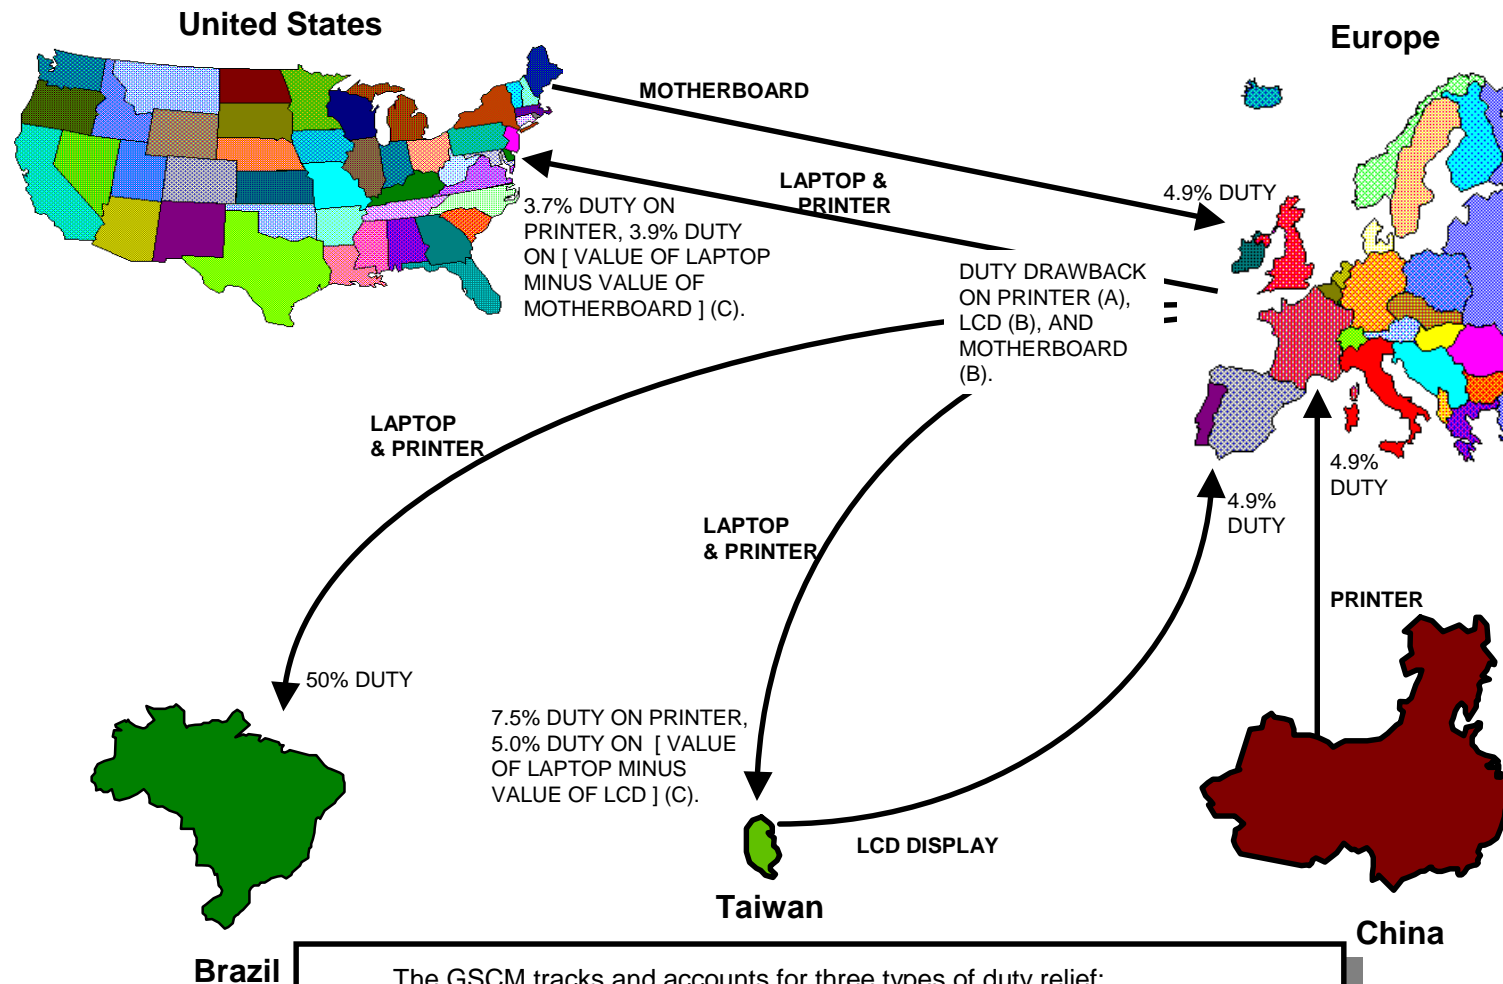 United States
Europe
MOTHERBOARD
LAPTOP &
PRINTER
4.9% DUTY
3.7% DUTY ON
PRINTER, 3.9% DUTY
ON [ VALUE OF LAPTOP
MINUS VALUE OF
MOTHERBOARD ] (C).
DUTY DRAWBACK
ON PRINTER (A),
LCD (B), AND
MOTHERBOARD
(B).
LAPTOP
& PRINTER
4.9%
DUTY
4.9%
DUTY
LAPTOP
& PRINTER
PRINTER
50% DUTY
7.5% DUTY ON PRINTER,
5.0% DUTY ON [ VALUE
OF LAPTOP MINUS
VALUE OF LCD ] (C).
LCD DISPLAY
Taiwan
China
Brazil
The GSCM tracks and accounts for three types of duty relief: